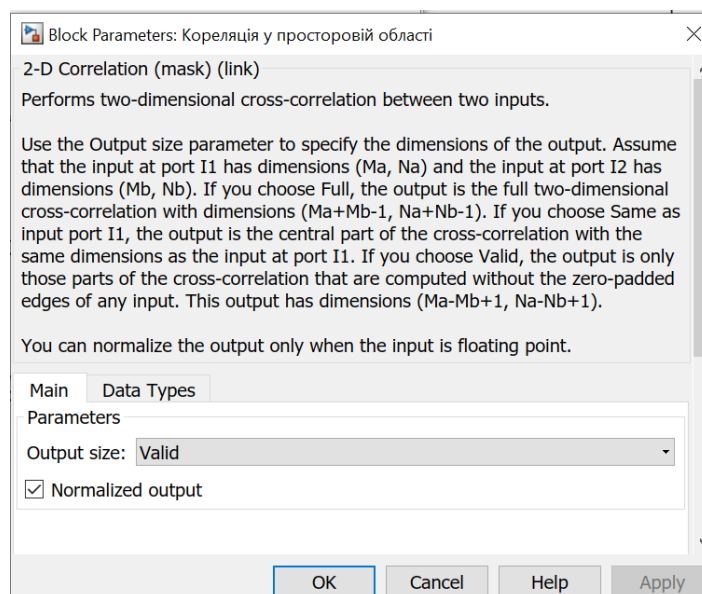 Block Parameters: Кореляція у просторовій області
2-D Correlation (mask) (link)
Performs two-dimensional cross-correlation between two inputs.
Use the Output size parameter to specify the dimensions of the output. Assume
that the input at port I1 has dimensions (Ma, Na) and the input at port I2 has
dimensions (Mb, Nb). If you choose Full, the output is the full two-dimensional
cross-correlation with dimensions (Ma+Mb-1, Na+Nb-1). If you choose Same as
input port I1, the output is the central part of the cross-correlation with the
same dimensions as the input at port I1. If you choose Valid, the output is only
those parts of the cross-correlation that are computed without the zero-padded
edges of any input. This output has dimensions (Ma-Mb+1, Na-Nb+1).
You can normalize the output only when the input is floating point.
Main Data Types
Parameters
Output size: Valid
Normalized output
OK Cancel Help Apply